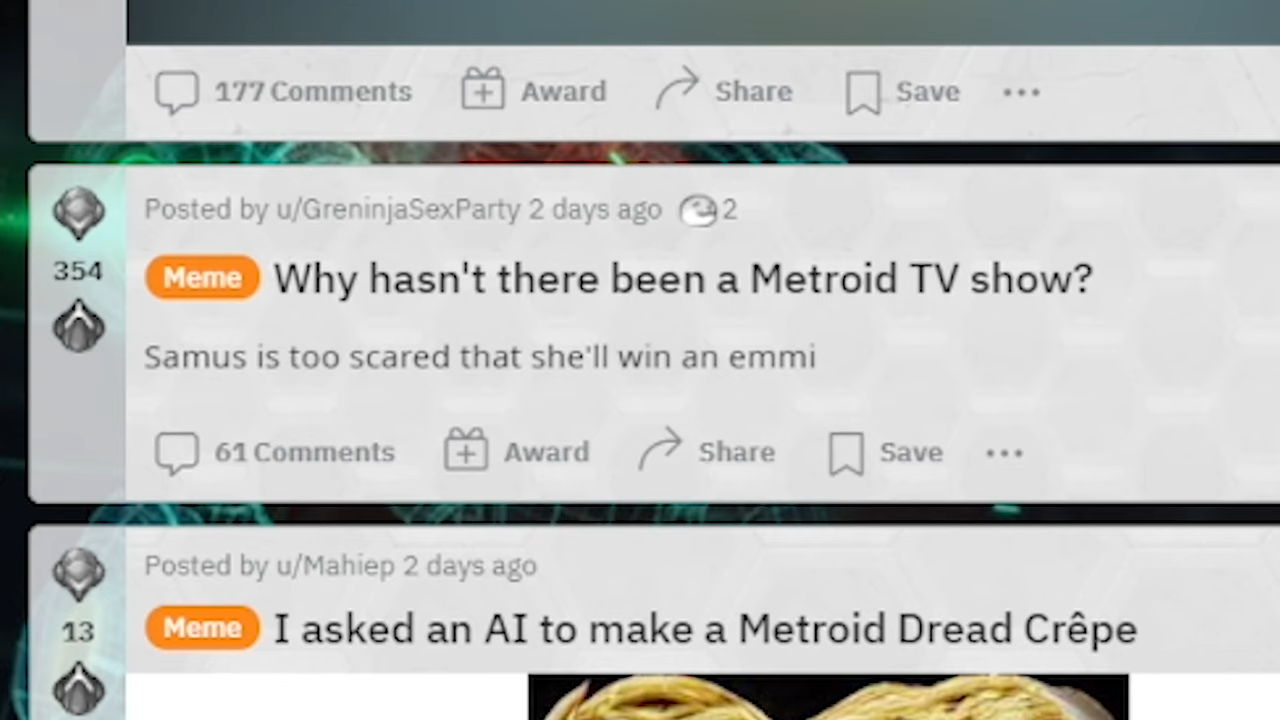 177 Comments Award Share Save
Posted by u/GreninjaSexParty 2 days ago 2
354
Meme Why hasn't there been a Metroid TV show?
Samus is too scared that she'll win an emmi
61 Comments Award Share Save
Posted by u/Mahiep 2 days ago
13
Meme I asked an AI to make a Metroid Dread Crêpe